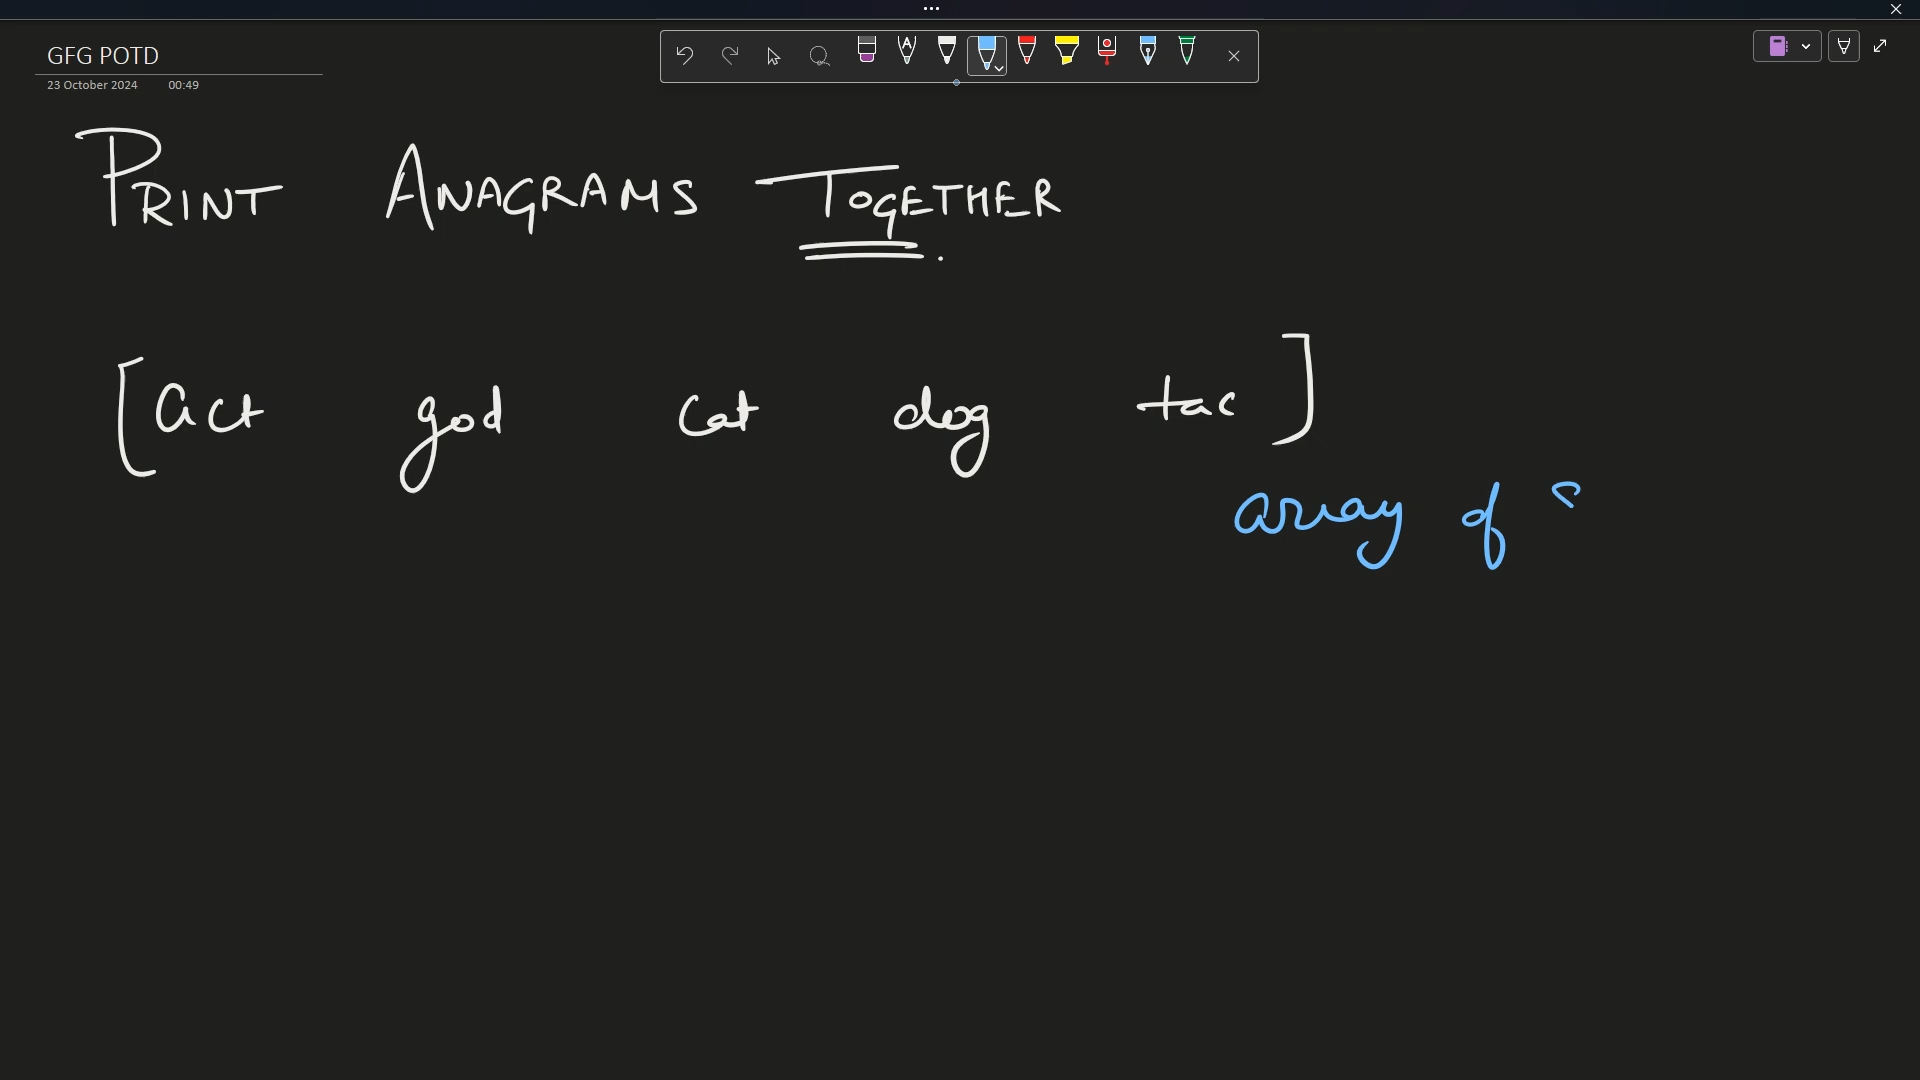 GFG POTD
23 October 2024 00:49
PRINT ANAGRAMS TOGETHER.
[act god cat dog tac]
array of s